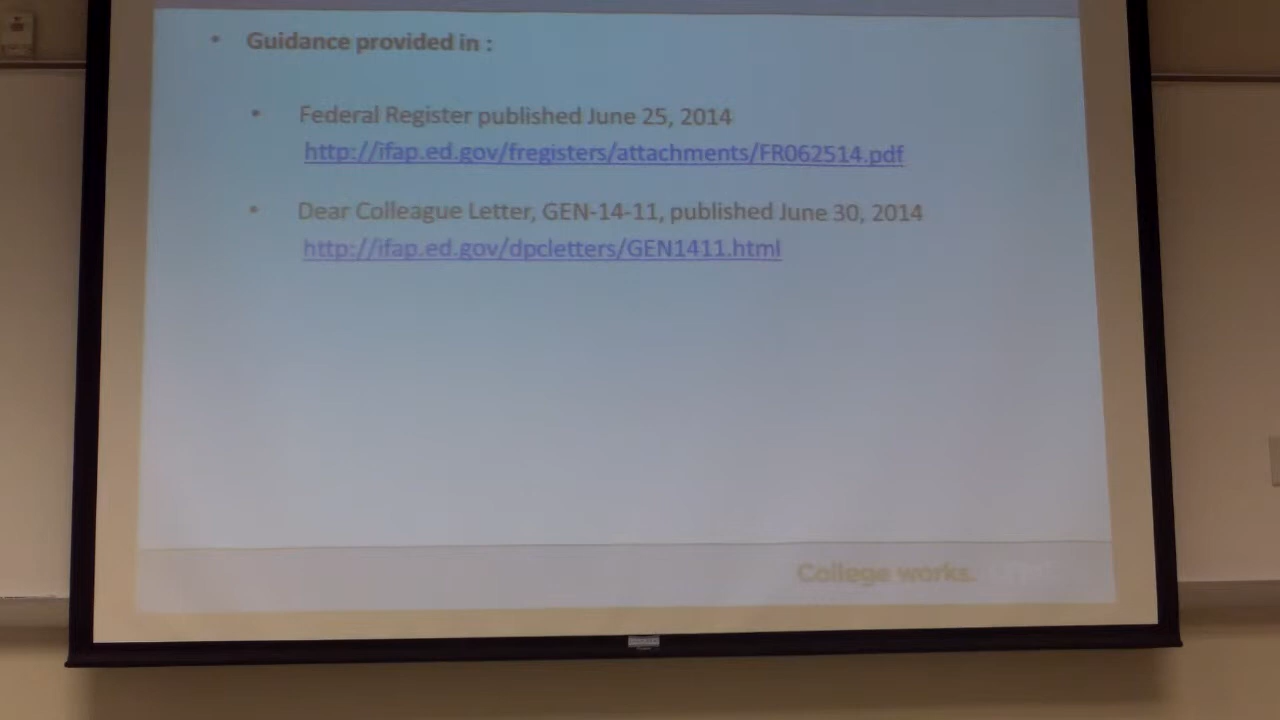 • Guidance provided in :
• Federal Register published June 25, 2014
http://ifap.ed.gov/fregisters/attachments/FR062514.pdf
• Dear Colleague Letter, GEN-14-11, published June 30, 2014
http://ifap.ed.gov/dpcletters/GEN1411.html
College works.